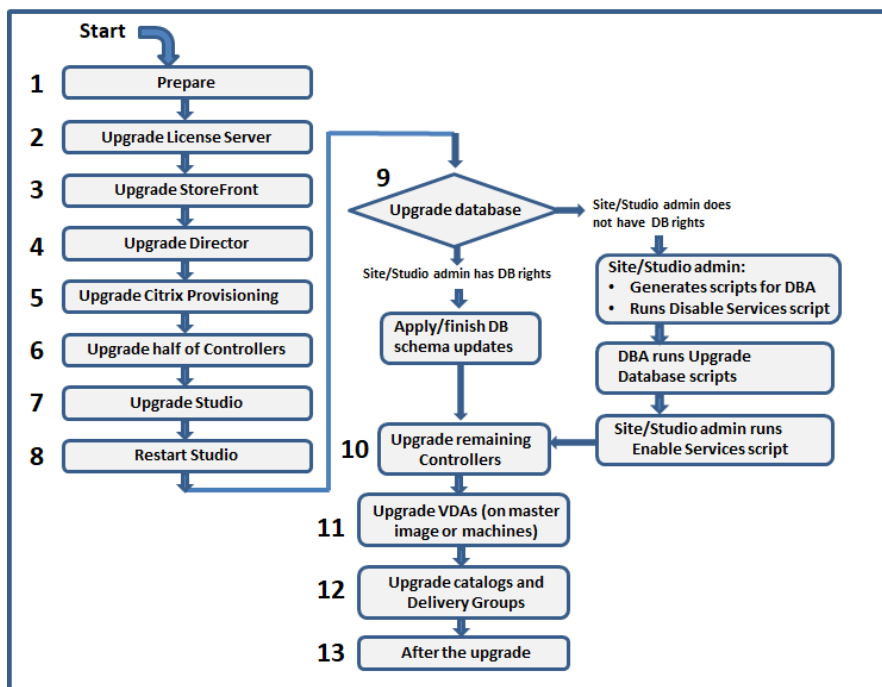 Start
1
Prepare
2
Upgrade License Server
3
Upgrade StoreFront
4
Upgrade Director
5
Upgrade Citrix Provisioning
6
Upgrade half of Controllers
7
Upgrade Studio
8
Restart Studio
9
Upgrade database
Site/Studio admin does
not have DB rights
Site/Studio admin has DB rights
Site/Studio admin:
• Generates scripts for DBA
• Runs Disable Services script
Apply/finish DB
schema updates
DBA runs Upgrade
Database scripts
Site/Studio admin runs
Enable Services script
10
Upgrade remaining
Controllers
11
Upgrade VDAs (on master
image or machines)
12
Upgrade catalogs and
Delivery Groups
13
After the upgrade